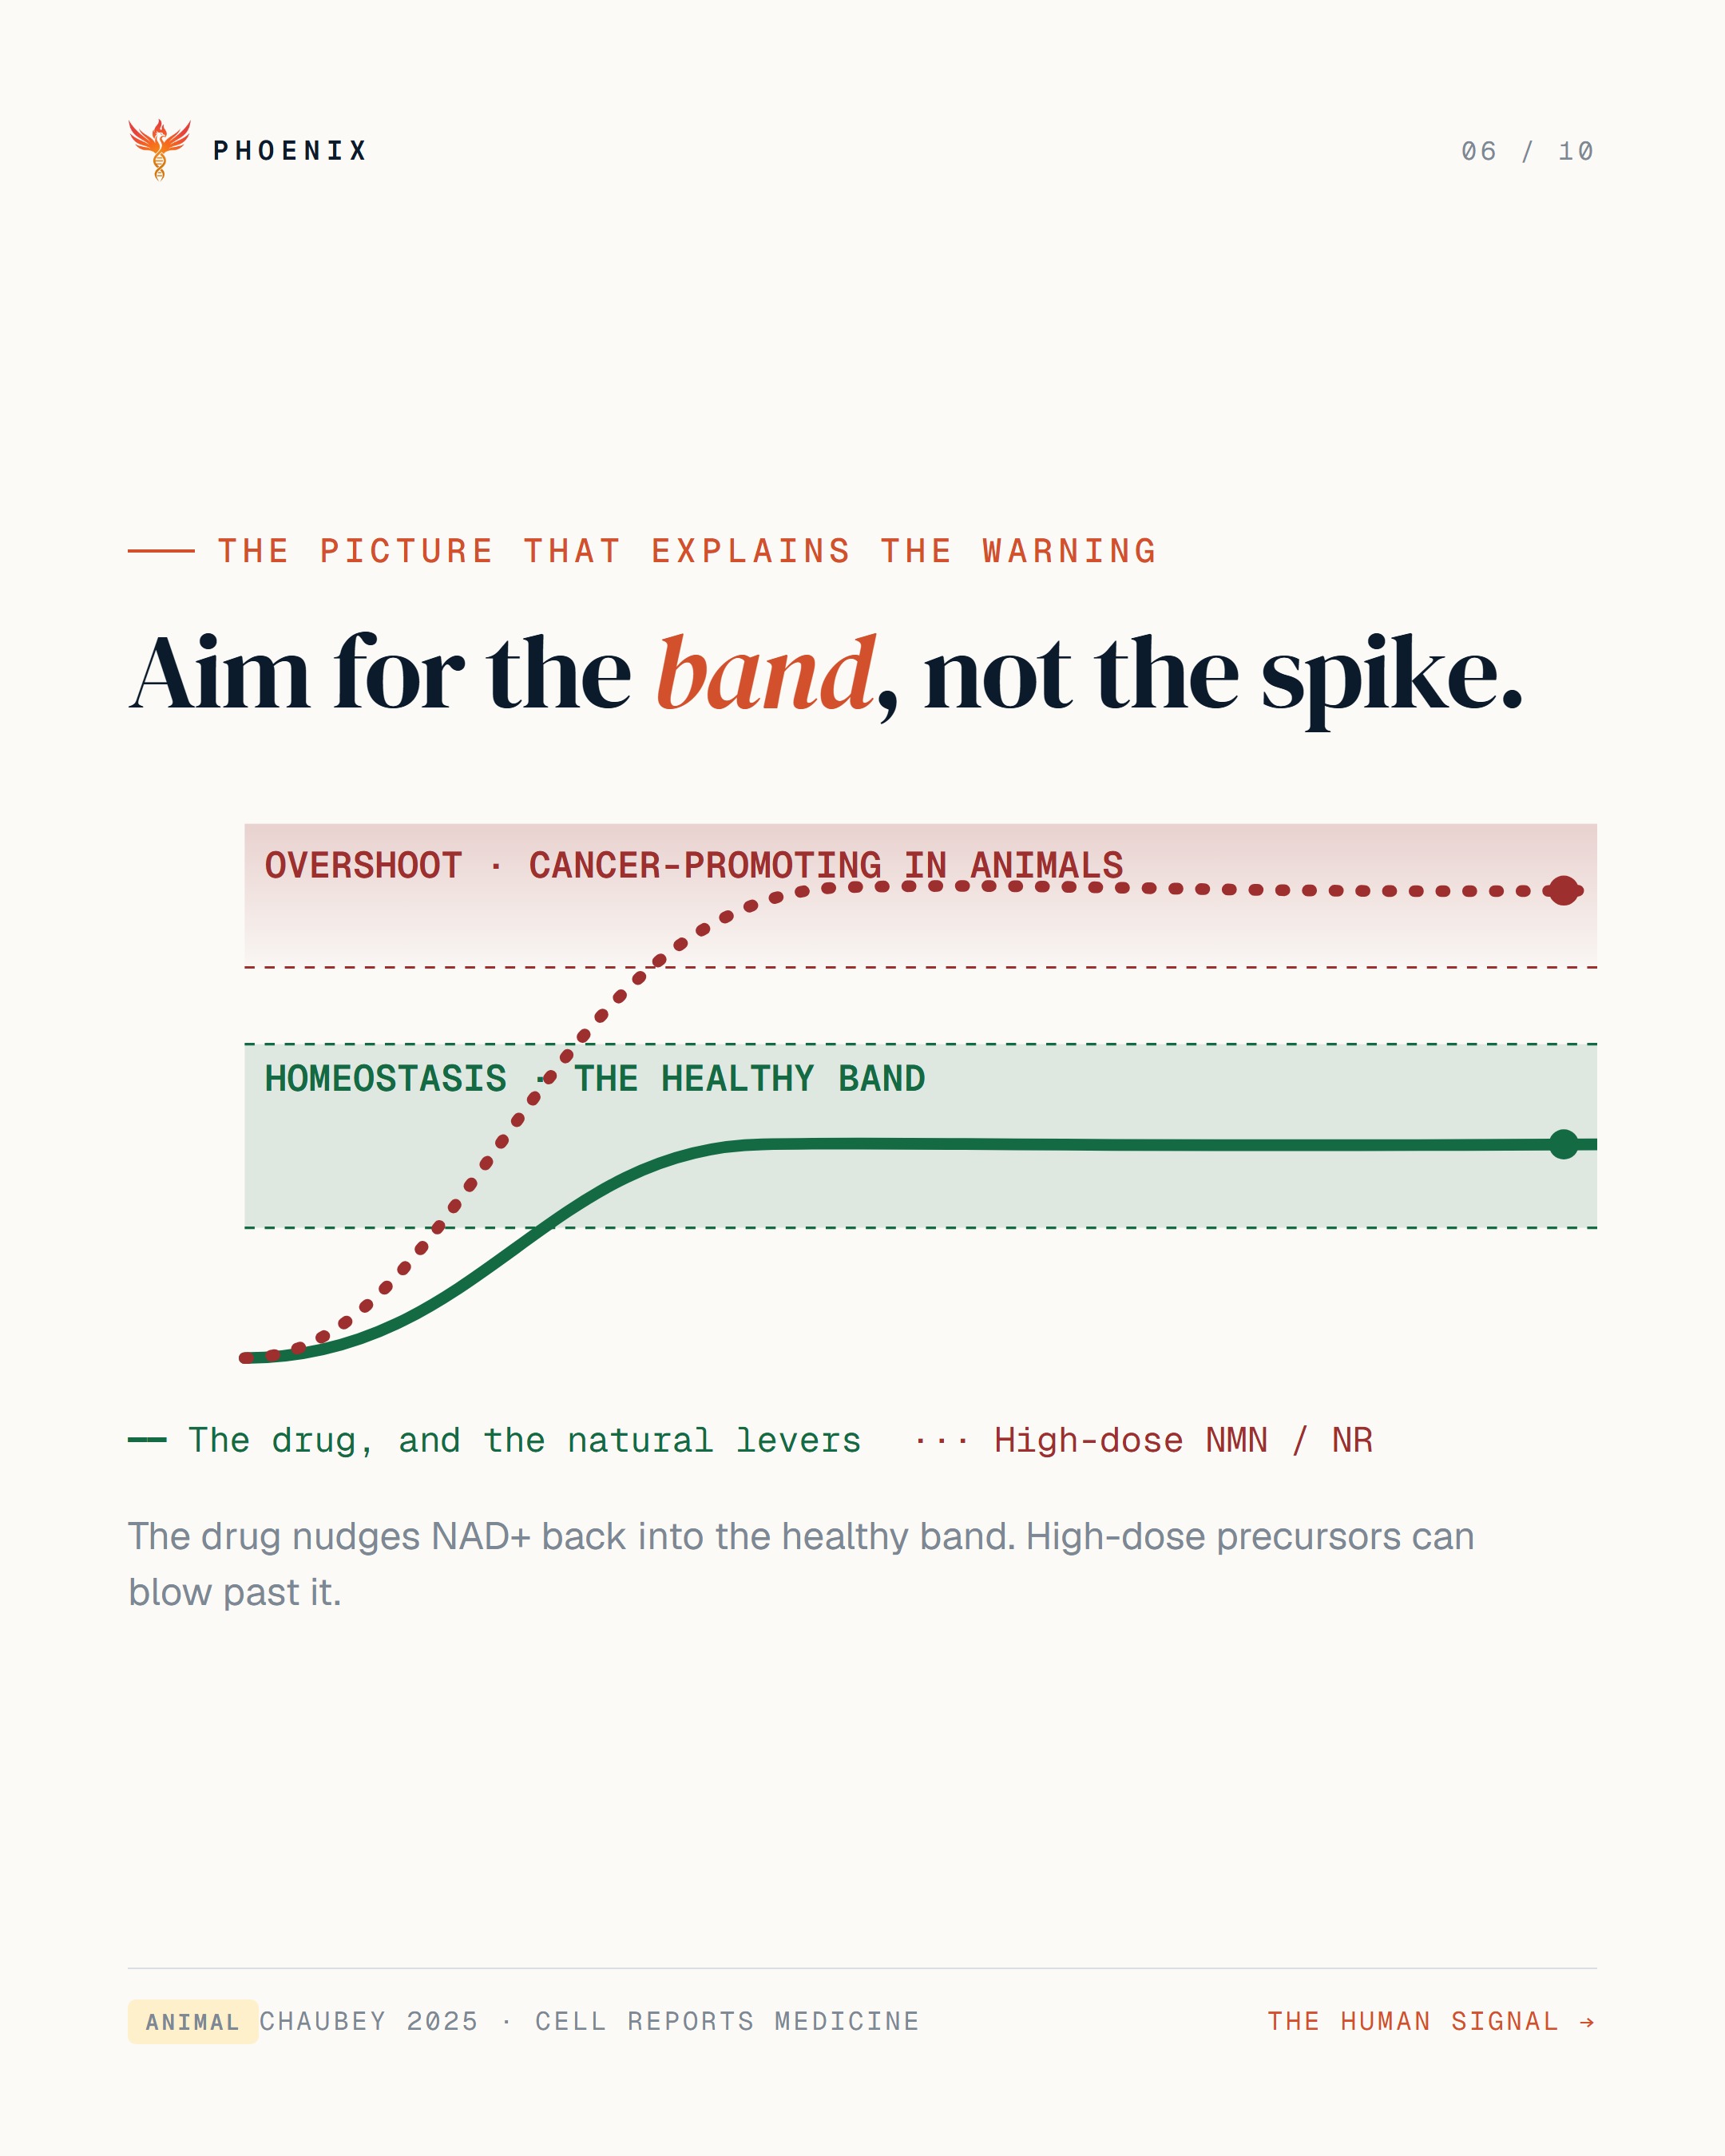 PHOENIX
06 / 10
THE PICTURE THAT EXPLAINS THE WARNING
Aim for the band, not the spike.
OVERSHOOT · CANCER-PROMOTING IN ANIMALS
HOMEOSTASIS · THE HEALTHY BAND
The drug, and the natural levers ··· High-dose NMN / NR
The drug nudges NAD+ back into the healthy band. High-dose precursors can
blow past it.
ANIMAL CHAUBEY 2025 · CELL REPORTS MEDICINE
THE HUMAN SIGNAL →